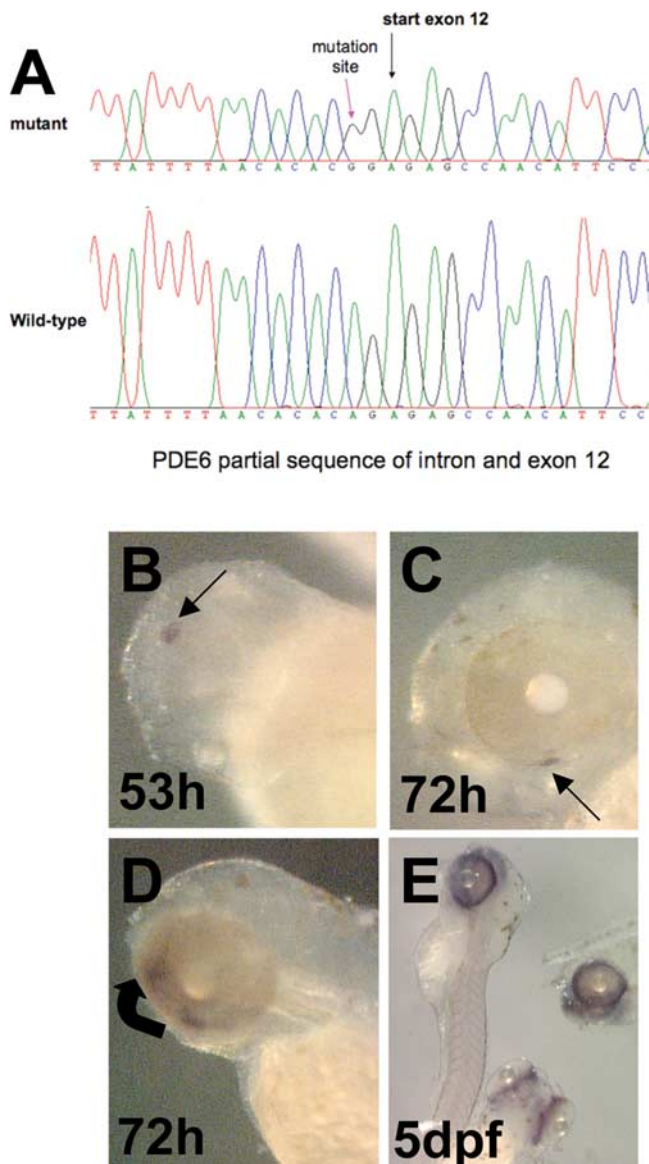 A
start exon 12
mutation
site
mutant
T T A T T T T A A C A C A C G G A G A G C C A A C A T T C C
Wild-type
T T A T T T T A A C A C A C A G A G A G C C A A C A T T C C
PDE6 partial sequence of intron and exon 12
B
53h
C
72h
D
72h
E
5dpf